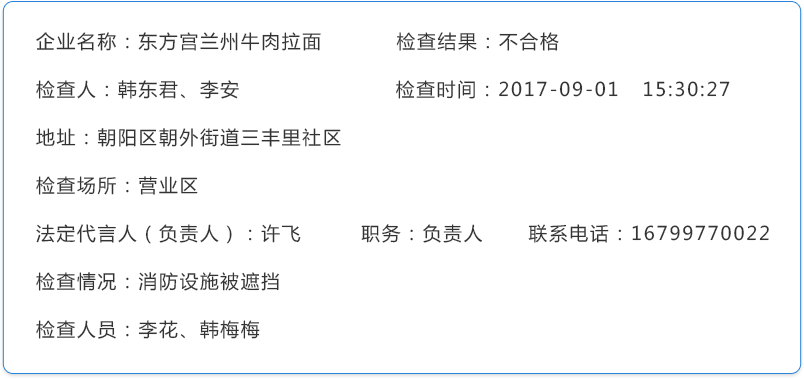 企业名称：东方宫兰州牛肉拉面 检查结果：不合格
检查人：韩东君、李安 检查时间：2017-09-01 15:30:27
地址：朝阳区朝外街道三丰里社区
检查场所：营业区
法定代言人（负责人）：许飞 职务：负责人 联系电话：16799770022
检查情况：消防设施被遮挡
检查人员：李花、韩梅梅